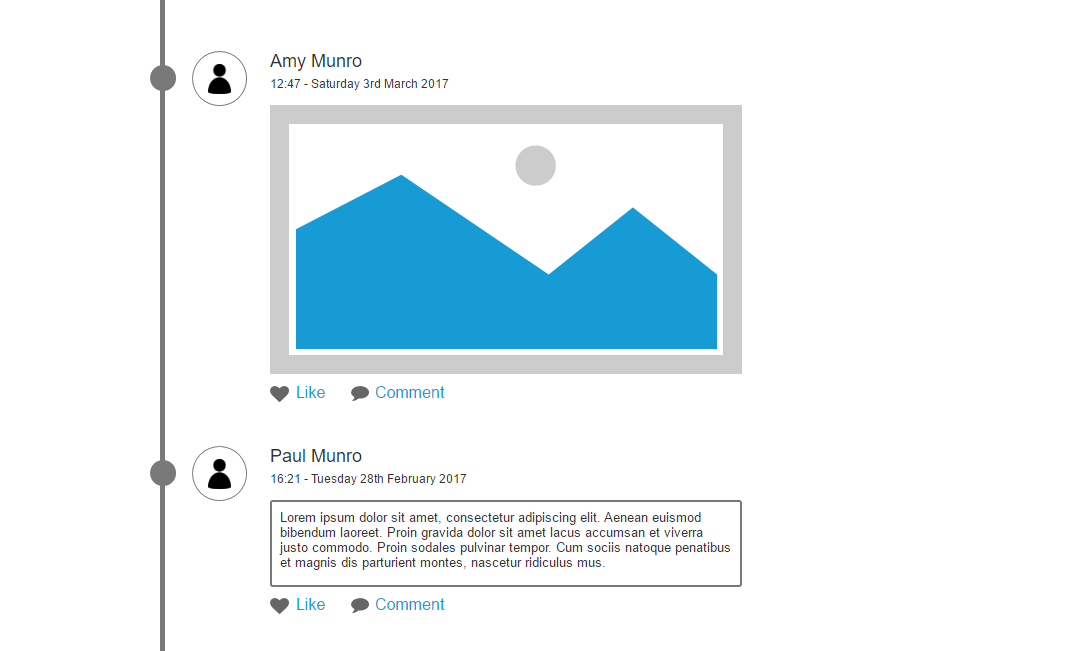 Amy Munro
12:47 - Saturday 3rd March 2017
Like Comment
Paul Munro
16:21 - Tuesday 28th February 2017
Lorem ipsum dolor sit amet, consectetur adipiscing elit. Aenean euismod
bibendum laoreet. Proin gravida dolor sit amet lacus accumsan et viverra
justo commodo. Proin sodales pulvinar tempor. Cum sociis natoque penatibus
et magnis dis parturient montes, nascetur ridiculus mus.
Like Comment